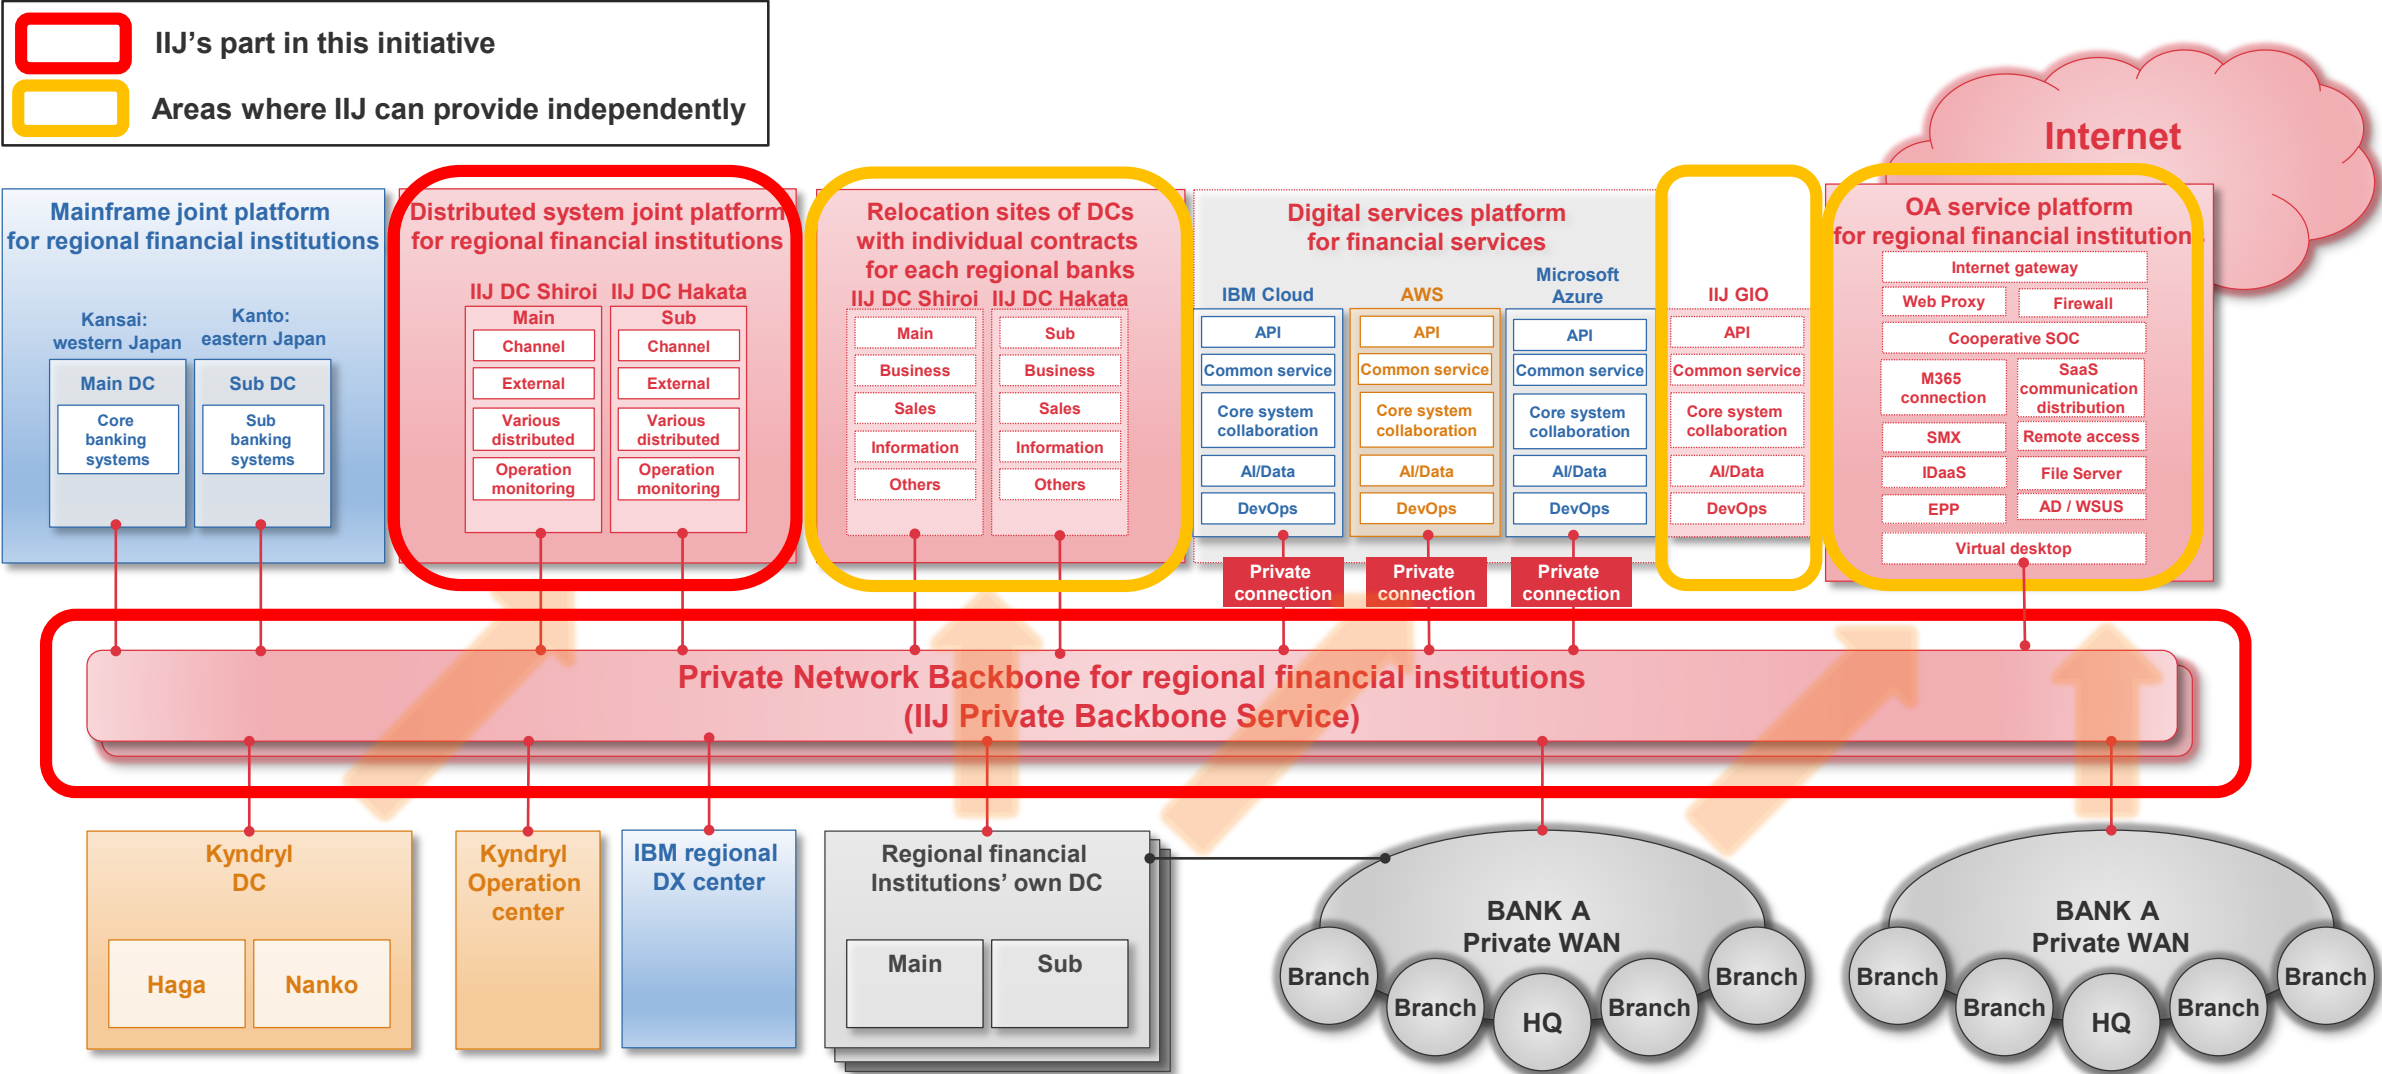 IIJ's part in this initiative
Areas where IIJ can provide independently
Internet
Mainframe joint platform
for regional financial institutions
Kansai:
western Japan
Kanto:
eastern Japan
Main DC
Core
banking
systems
Sub DC
Sub
banking
systems
Distributed system joint platform
for regional financial institutions
IIJ DC Shiroi
Main
Channel
External
Various
distributed
Operation
monitoring
IIJ DC Hakata
Sub
Channel
External
Various
distributed
Operation
monitoring
Relocation sites of DCs
with individual contracts
for each regional banks
IIJ DC Shiroi
Main
Business
Sales
Information
Others
IIJ DC Hakata
Sub
Business
Sales
Information
Others
Digital services platform
for financial services
IBM Cloud
API
Common service
Core system
collaboration
AI/Data
DevOps
AWS
API
Common service
Core system
collaboration
AI/Data
DevOps
Microsoft
Azure
API
Common service
Core system
collaboration
AI/Data
DevOps
IIJ GIO
API
Common service
Core system
collaboration
AI/Data
DevOps
OA service platform
for regional financial institutions
Internet gateway
Web Proxy
Firewall
Cooperative SOC
M365
connection
SaaS
communication
distribution
SMX
Remote access
IDaaS
File Server
EPP
AD / WSUS
Virtual desktop
Private
connection
Private
connection
Private
connection
Private Network Backbone for regional financial institutions
(IIJ Private Backbone Service)
Kyndryl
DC
Haga
Nanko
Kyndryl
Operation
center
IBM regional
DX center
Regional financial
Institutions' own DC
Main
Sub
BANK A
Private WAN
Branch
Branch
HQ
Branch
Branch
BANK A
Private WAN
Branch
Branch
HQ
Branch
Branch